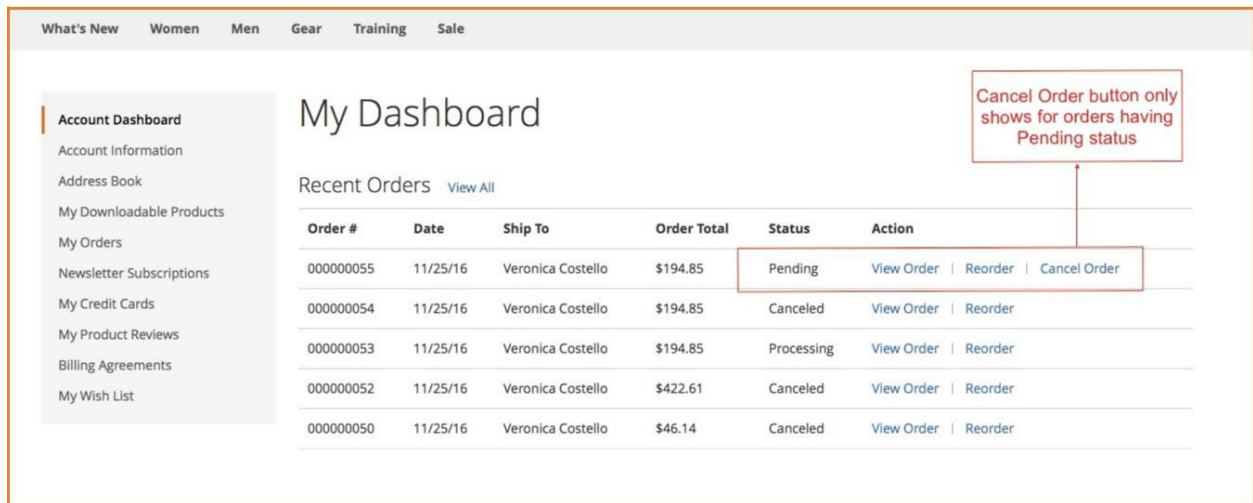 What's New Women Men Gear Training Sale
Cancel Order button only
shows for orders having
Pending status
Account Dashboard
Account Information
Address Book
My Downloadable Products
My Orders
Newsletter Subscriptions
My Credit Cards
My Product Reviews
Billing Agreements
My Wish List
My Dashboard
Recent Orders View All
Order # Date Ship To Order Total Status Action
000000055 11/25/16 Veronica Costello $194.85 Pending View Order | Reorder | Cancel Order
000000054 11/25/16 Veronica Costello $194.85 Canceled View Order | Reorder
000000053 11/25/16 Veronica Costello $194.85 Processing View Order | Reorder
000000052 11/25/16 Veronica Costello $422.61 Canceled View Order | Reorder
000000050 11/25/16 Veronica Costello $46.14 Canceled View Order | Reorder